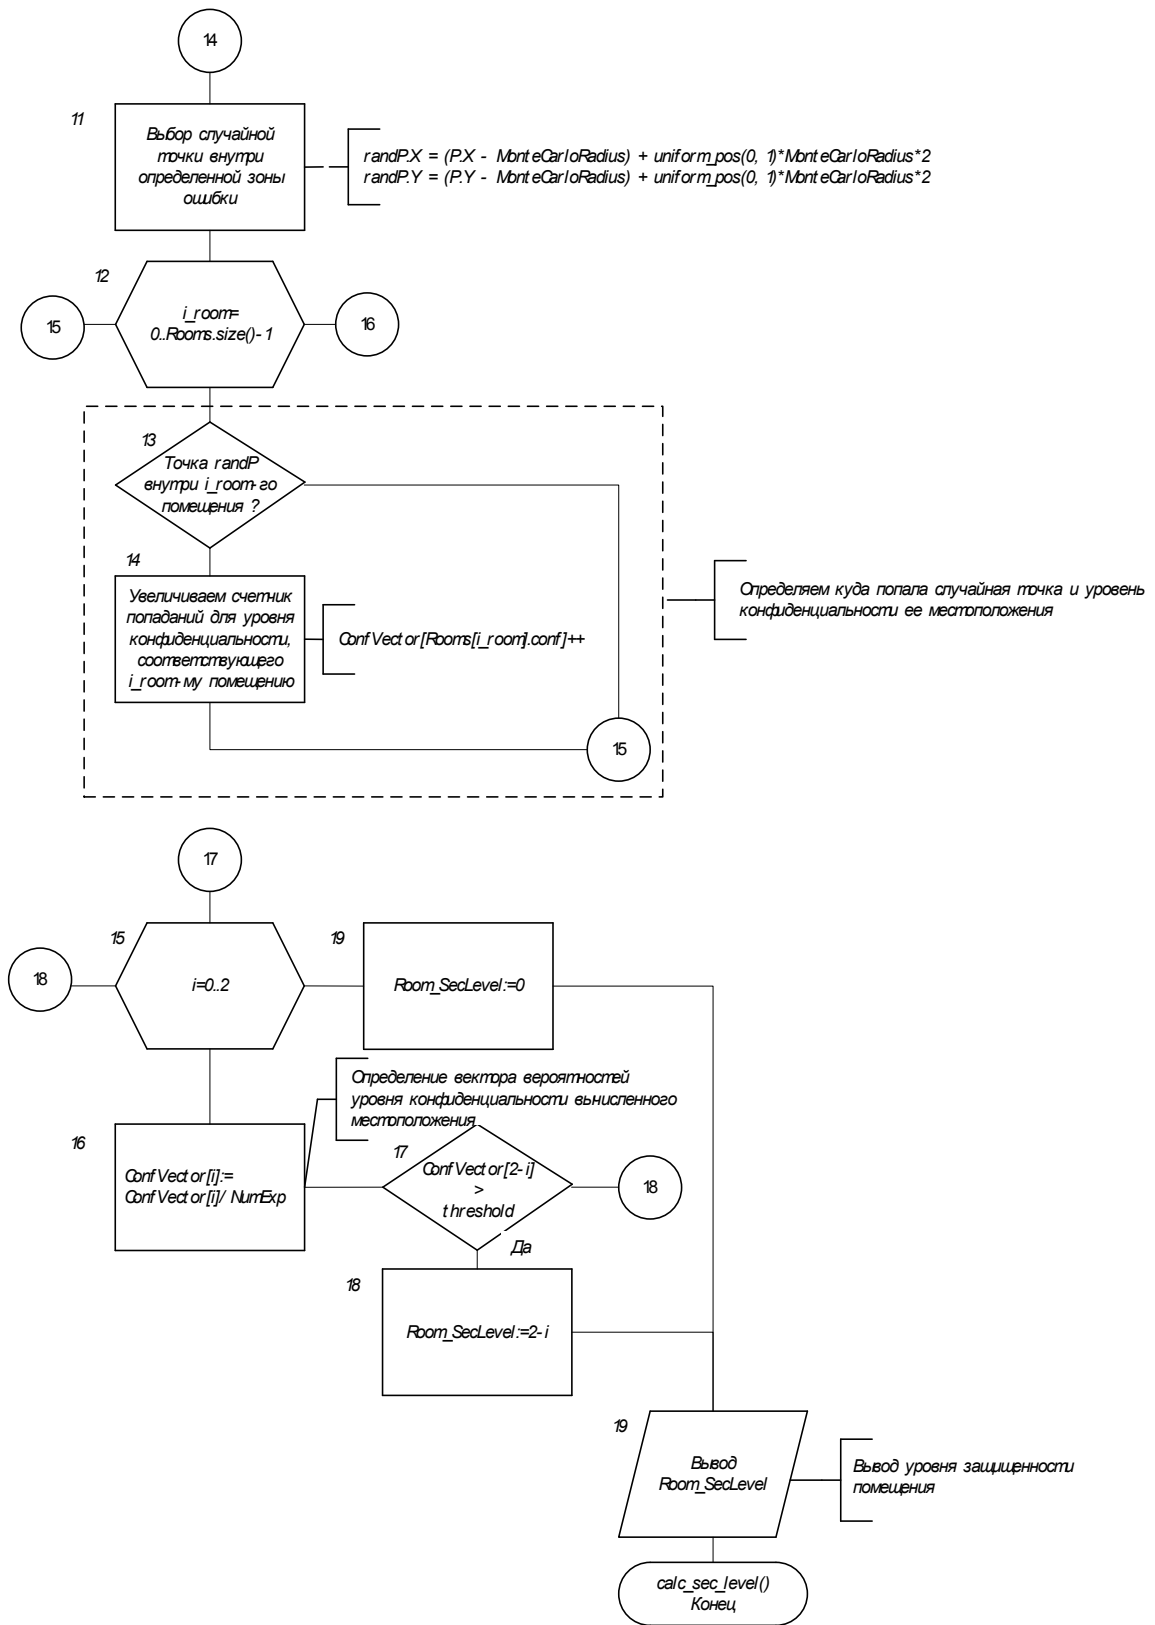 14
11
Выбор случайной
точки внутри
определенной зоны
ошибки
randP.X = (P.X - MonteCarloRadius) + uniform_pos(0, 1)*MonteCarloRadius*2
randP.Y = (P.Y - MonteCarloRadius) + uniform_pos(0, 1)*MonteCarloRadius*2
12
15
i_room=
0..Rooms.size()-1
16
13
Точка randP
внутри i_room-го
помещения ?
14
Увеличиваем счетчик
попаданий для уровня
конфиденциальности,
соответствующего
i_room-му помещению
ConfVector[Rooms[i_room].conf]++
Определяем куда попала случайная точка и уровень
конфиденциальности ее местоположения
15
17
15
18
i=0..2
19
Room_SecLevel:=0
Определение вектора вероятностей
уровня конфиденциальности вычисленного
местоположения
16
ConfVector[i]:=
ConfVector[i]/NumExp
17
ConfVector[2-i]
>
threshold
18
Да
18
Room_SecLevel:=2-i
19
Вывод
Room_SecLevel
Вывод уровня защищенности
помещения
calc_sec_level()
Конец